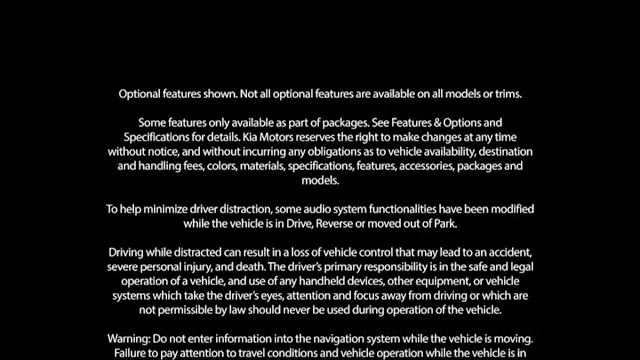 Optional features shown. Not all optional features are available on all models or trims.
Some features only available as part of packages. See Features & Options and
Specifications for details. Kia Motors reserves the right to make changes at any time
without notice, and without incurring any obligations as to vehicle availability, destination
and handling fees, colors, materials, specifications, features, accessories, packages and
models.
To help minimize driver distraction, some audio system functionalities have been modified
while the vehicle is in Drive, Reverse or moved out of Park.
Driving while distracted can result in a loss of vehicle control that may lead to an accident,
severe personal injury, and death. The driver's primary responsibility is in the safe and legal
operation of a vehicle, and use of any handheld devices, other equipment, or vehicle
systems which take the driver's eyes, attention and focus away from driving or which are
not permissible by law should never be used during operation of the vehicle.
Warning: Do not enter information into the navigation system while the vehicle is moving.
Failure to pay attention to travel conditions and vehicle operation while the vehicle is in